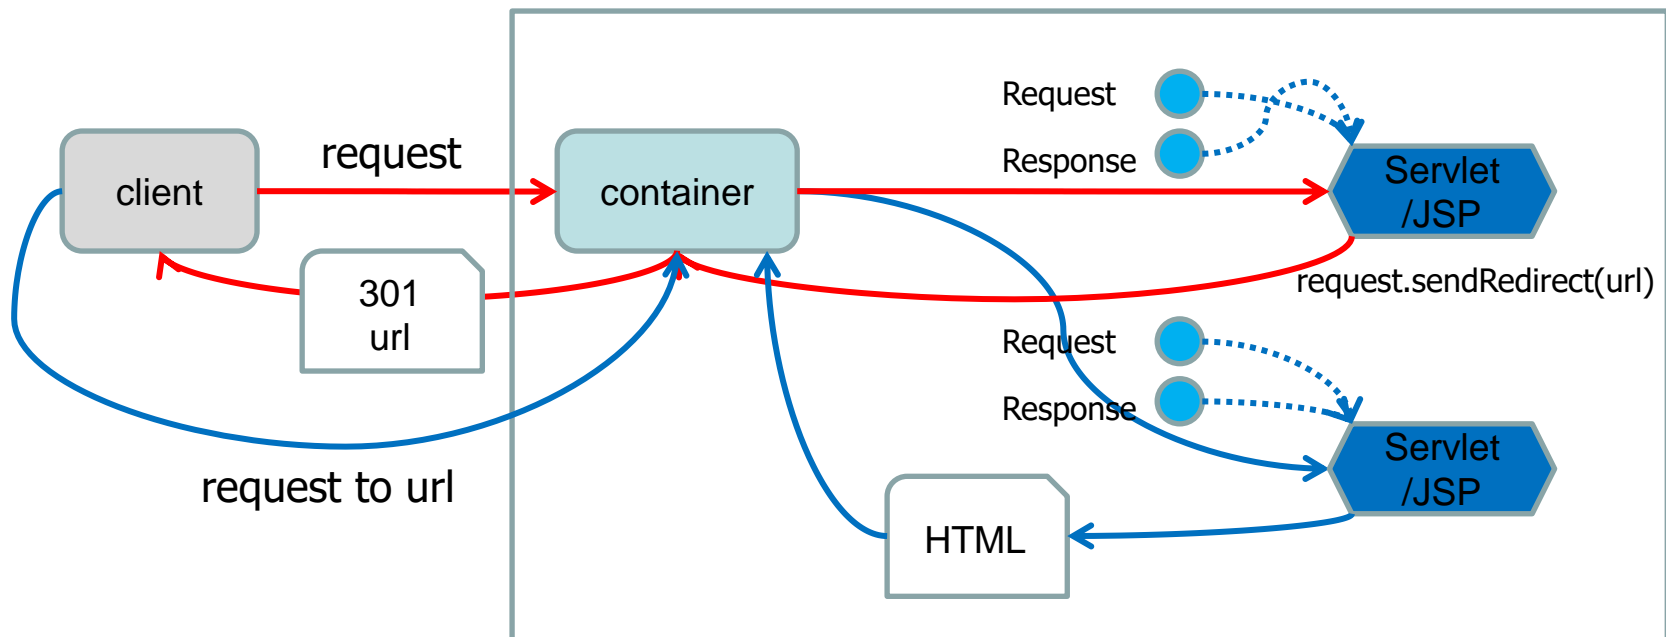 Request
request
Response
client
container
Servlet
/JSP
301
url
request.sendRedirect(url)
Request
Response
request to url
Servlet
/JSP
HTML